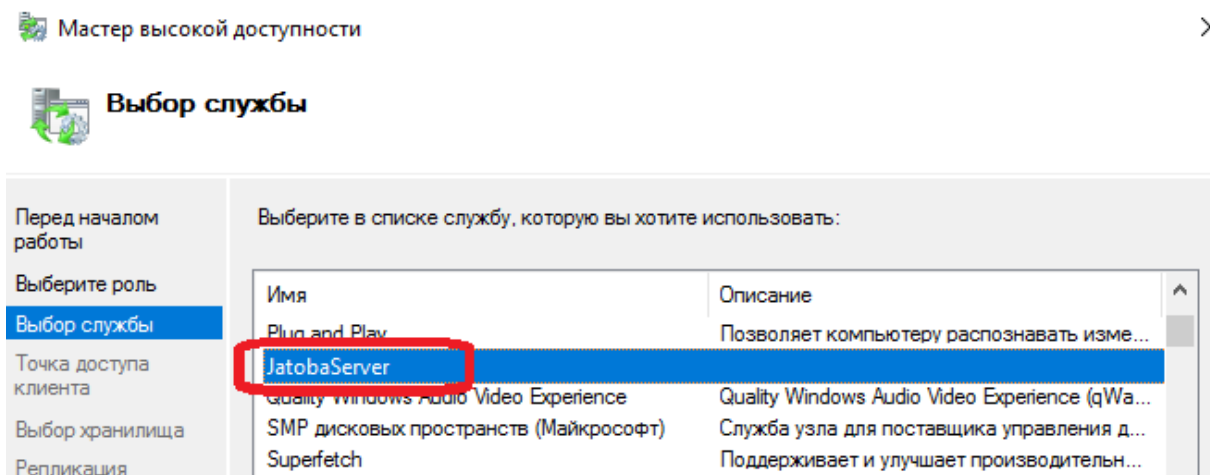 Мастер высокой доступности
Выбор службы
Перед началом
работы
Выберите роль
Выбор службы
Точка доступа
клиента
Выбор хранилища
Репликация
Выберите в списке службу, которую вы хотите использовать:
Имя Описание
Plug and Play Позволяет компьютеру распознавать изме...
JatobaServer
Quality Windows Audio Video Experience Quality Windows Audio Video Experience (qWa...
SMP дисковых пространств (Майкрософт) Служба узла для поставщика управления д...
Superfetch Поддерживает и улучшает производительн...